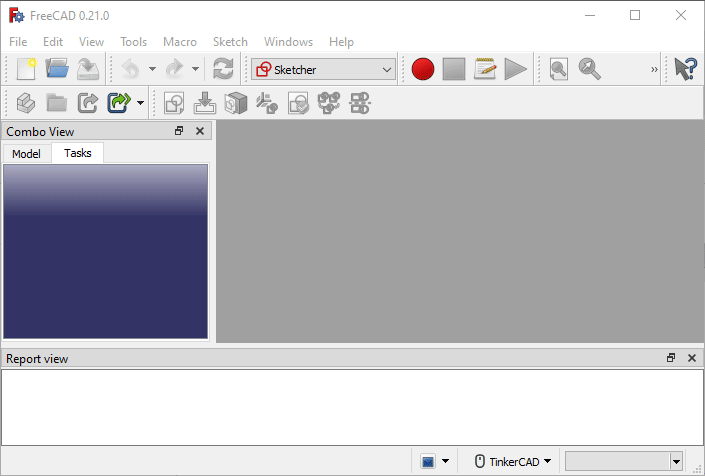 FreeCAD 0.21.0
File Edit View Tools Macro Sketch Windows Help
Sketcher
»
Combo View
Model Tasks
Report view
TinkerCAD